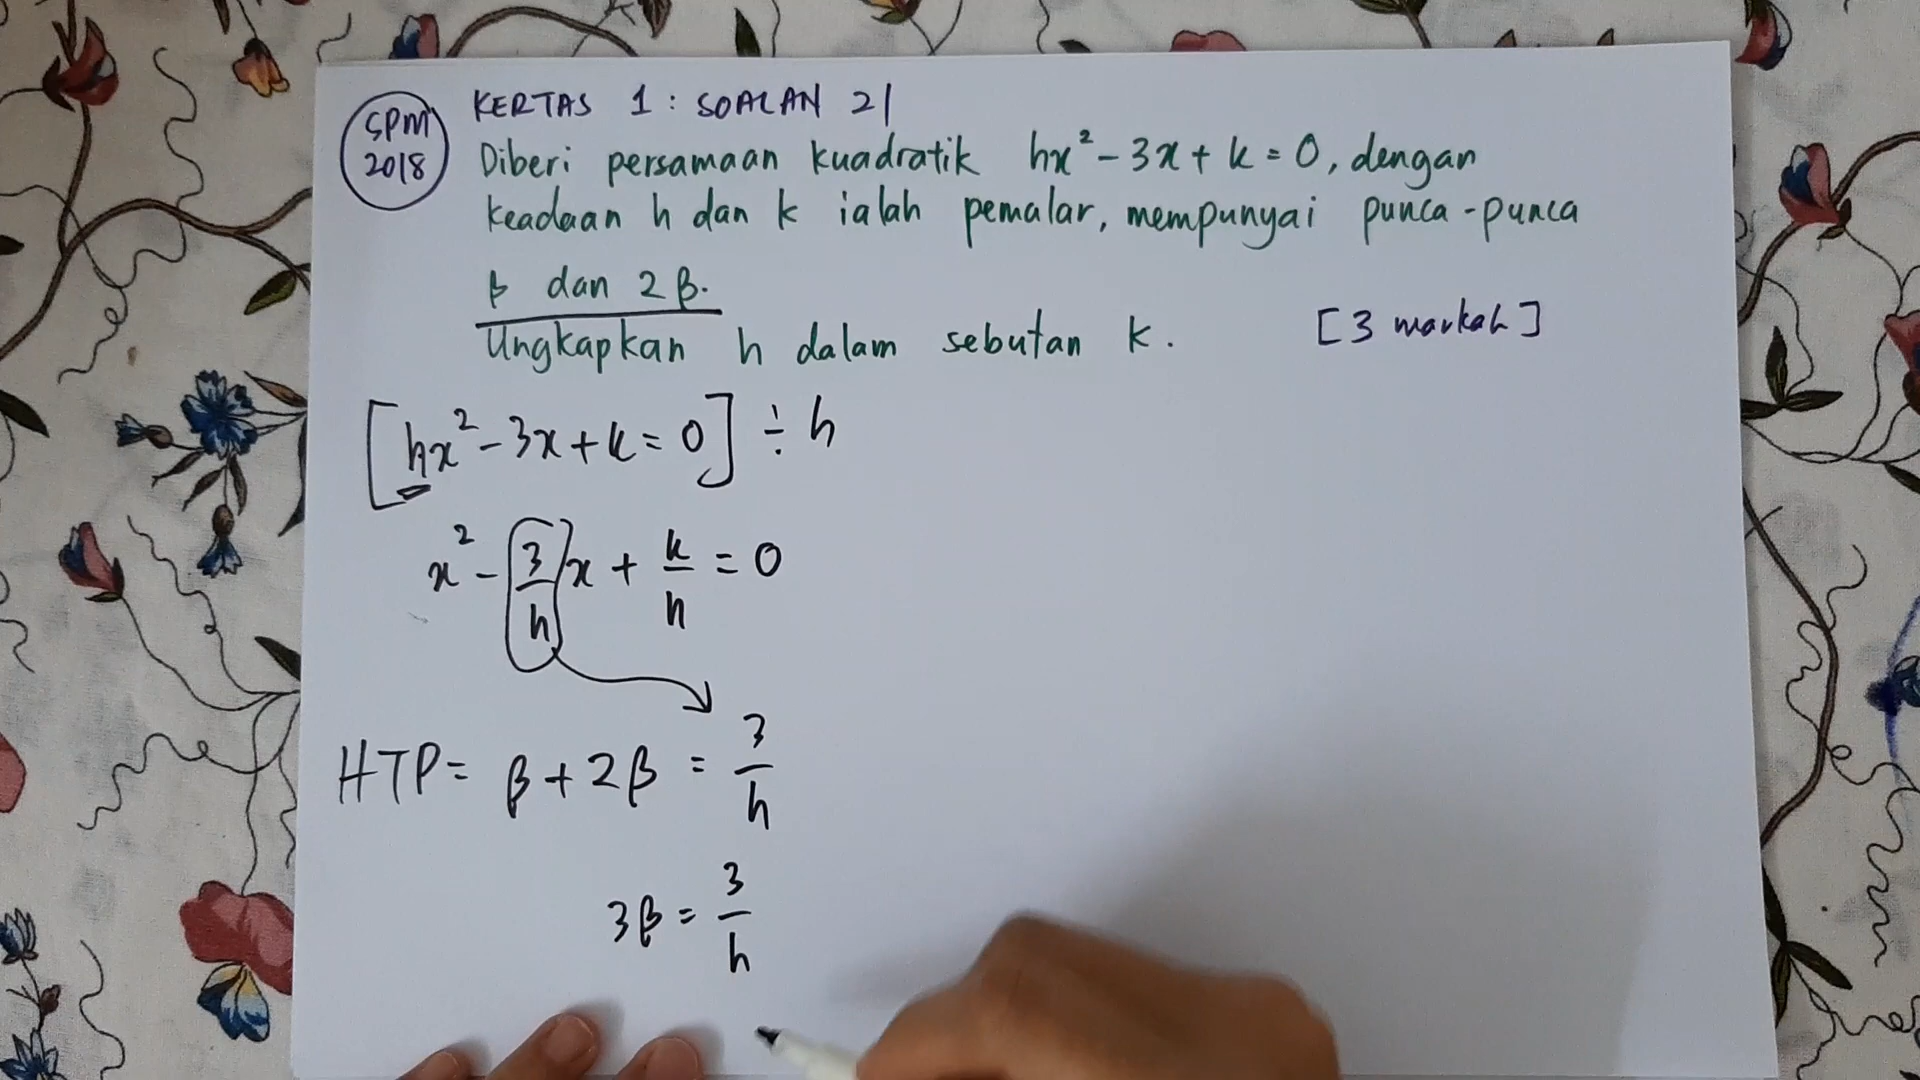 SPM 2018
KERTAS 1 : SOALAN 21
Diberi persamaan kuadratik hx² - 3x + k = 0, dengan
keadaan h dan k ialah pemalar, mempunyai punca-punca
β dan 2β.
Ungkapkan h dalam sebutan k. [3 markah]
[hx² - 3x + k = 0] ÷ h
x² - 3/h x + k/h = 0
HTP = β + 2β = 3/h
3β = 3/h